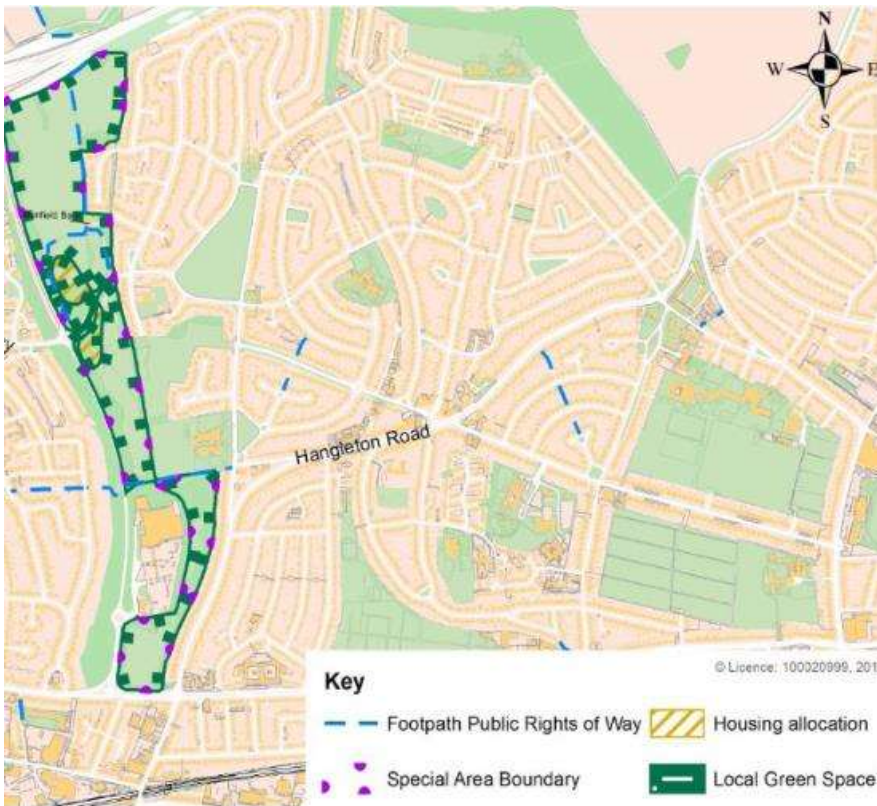 N
W E
S
Hangleton Road
© Licence: 100020999, 201
Key
Footpath Public Rights of Way
Housing allocation
Special Area Boundary
Local Green Space